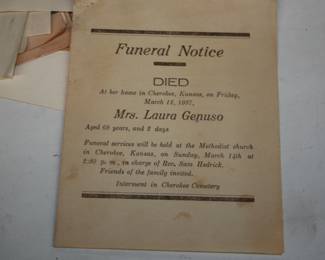 Funeral Notice
DIED
At her home in Cherokee, Kansas, on Friday,
March 12, 1937,
Mrs. Laura Genuso
Aged 68 years, and 2 days
Funeral services will be held at the Methodist church
in Cherokee, Kansas, on Sunday, March 14th at
2:30 p. m., in charge of Rev. Sam Hedrick.
Friends of the family invited.
Interment in Cherokee Cemetery